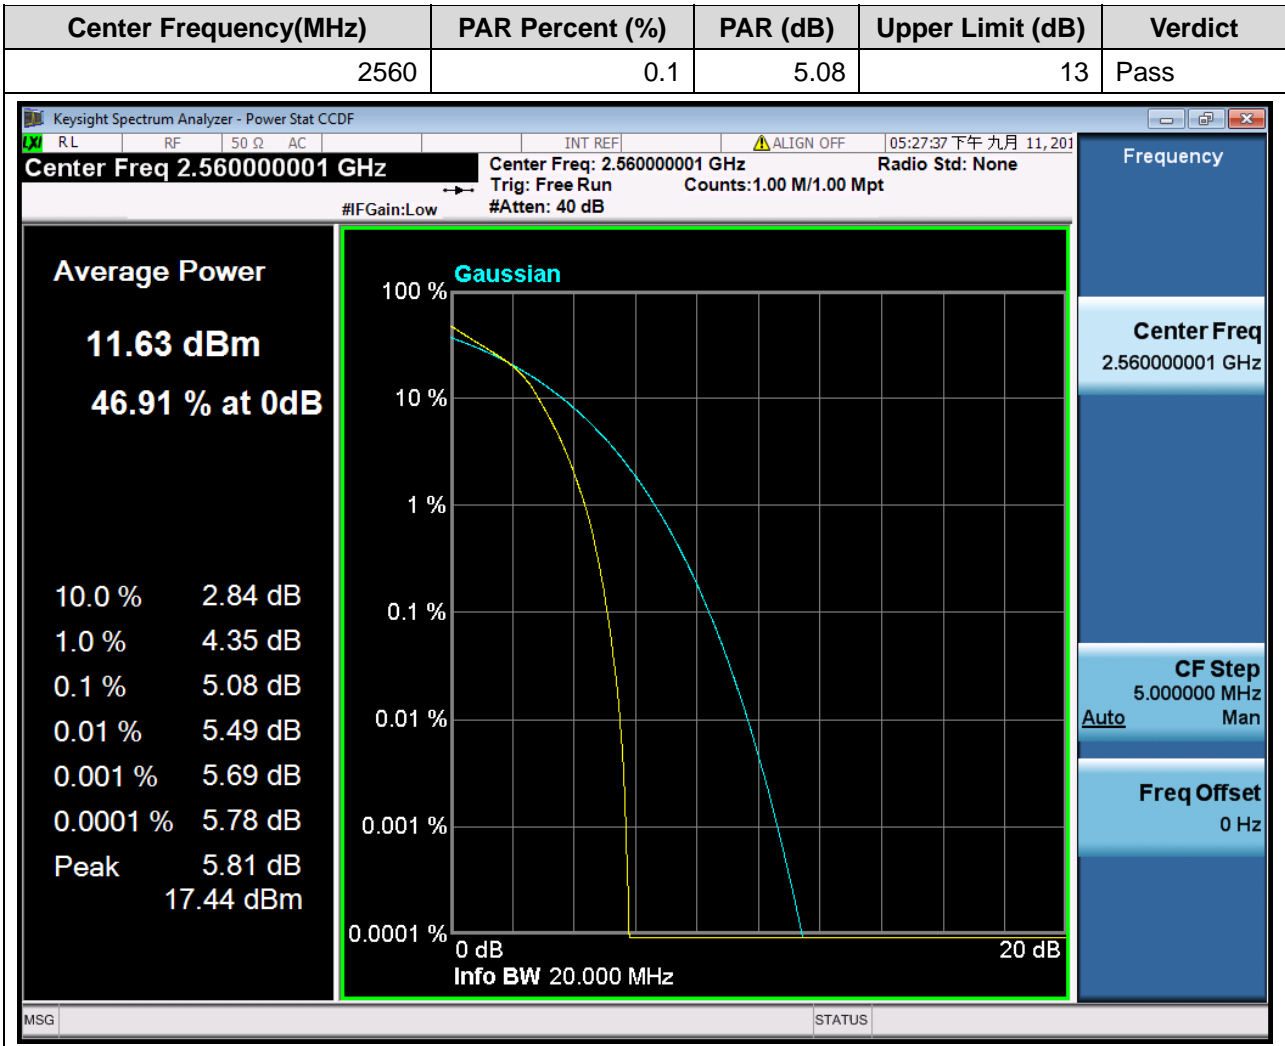 Center Frequency(MHz) PAR Percent (%) PAR (dB) Upper Limit (dB) Verdict
2560 0.1 5.08 13 Pass
Keysight Spectrum Analyzer - Power Stat CCDF
LXI RL RF 50 Ω AC INT REF ALIGN OFF 05:27:37 下午 九月 11, 201
Center Freq 2.560000001 GHz
Center Freq: 2.560000001 GHz Radio Std: None
Trig: Free Run Counts:1.00 M/1.00 Mpt
#IFGain:Low #Atten: 40 dB
Average Power
11.63 dBm
46.91 % at 0dB
10.0 % 2.84 dB
1.0 % 4.35 dB
0.1 % 5.08 dB
0.01 % 5.49 dB
0.001 % 5.69 dB
0.0001 % 5.78 dB
Peak 5.81 dB
17.44 dBm
Gaussian
100 %
10 %
1 %
0.1 %
0.01 %
0.001 %
0.0001 %
0 dB 20 dB
Info BW 20.000 MHz
Frequency
Center Freq
2.560000001 GHz
CF Step
5.000000 MHz
Auto Man
Freq Offset
0 Hz
MSG STATUS